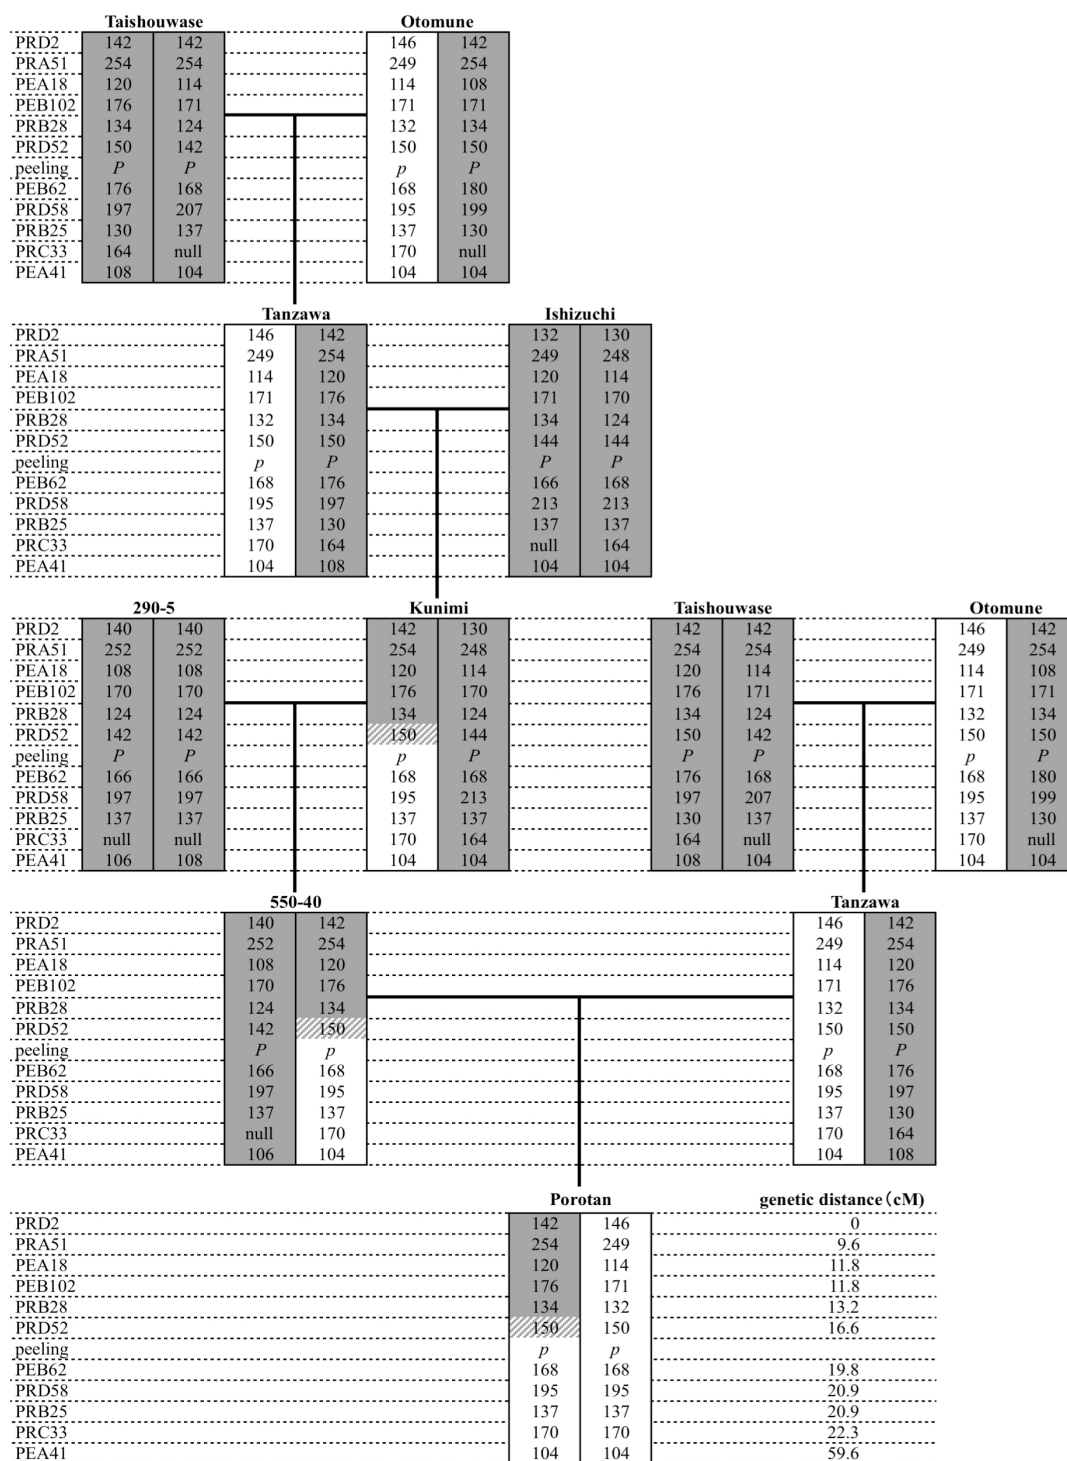 Taishouwase Otomune
PRD2 142 142 146 142
PRA51 254 254 249 254
PEA18 120 114 114 108
PEB102 176 171 171 171
PRB28 134 124 132 134
PRD52 150 142 150 150
peeling P P p P
PEB62 176 168 168 180
PRD58 197 207 195 199
PRB25 130 137 137 130
PRC33 164 null 170 null
PEA41 108 104 104 104
Tanzawa Ishizuchi
PRD2 146 142 132 130
PRA51 249 254 249 248
PEA18 114 120 120 114
PEB102 171 176 171 170
PRB28 132 134 134 124
PRD52 150 150 144 144
peeling p P P P
PEB62 168 176 166 168
PRD58 195 197 213 213
PRB25 137 130 137 137
PRC33 170 164 null 164
PEA41 104 108 104 104
290-5 Kunimi Taishouwase Otomune
PRD2 140 140 142 130 142 142 146 142
PRA51 252 252 254 248 254 254 249 254
PEA18 108 108 120 114 120 114 114 108
PEB102 170 170 176 170 176 171 171 171
PRB28 124 124 134 124 134 124 132 134
PRD52 142 142 150 144 150 142 150 150
peeling P P p P P P p P
PEB62 166 166 168 168 176 168 168 180
PRD58 197 197 195 213 197 207 195 199
PRB25 137 137 137 137 130 137 137 130
PRC33 null null 170 164 164 null 170 null
PEA41 106 108 104 104 108 104 104 104
550-40 Tanzawa
PRD2 140 142 146 142
PRA51 252 254 249 254
PEA18 108 120 114 120
PEB102 170 176 171 176
PRB28 124 134 132 134
PRD52 142 150 150 150
peeling P p p P
PEB62 166 168 168 176
PRD58 197 195 195 197
PRB25 137 137 137 130
PRC33 null 170 170 164
PEA41 106 104 104 108
Porotan genetic distance(cM)
PRD2 142 146 0
PRA51 254 249 9.6
PEA18 120 114 11.8
PEB102 176 171 11.8
PRB28 134 132 13.2
PRD52 150 150 16.6
peeling p p
PEB62 168 168 19.8
PRD58 195 195 20.9
PRB25 137 137 20.9
PRC33 170 170 22.3
PEA41 104 104 59.6